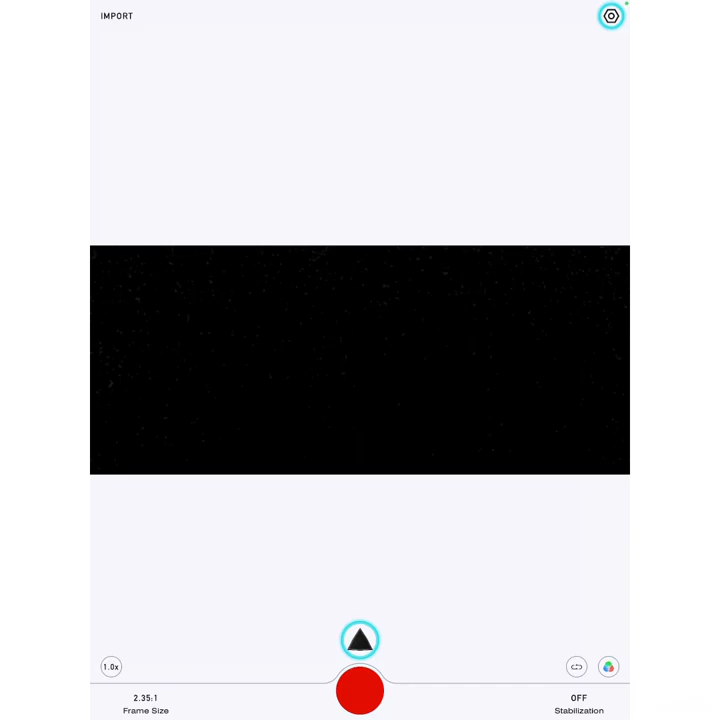 IMPORT
1.0x
2.35:1
Frame Size
OFF
Stabilization